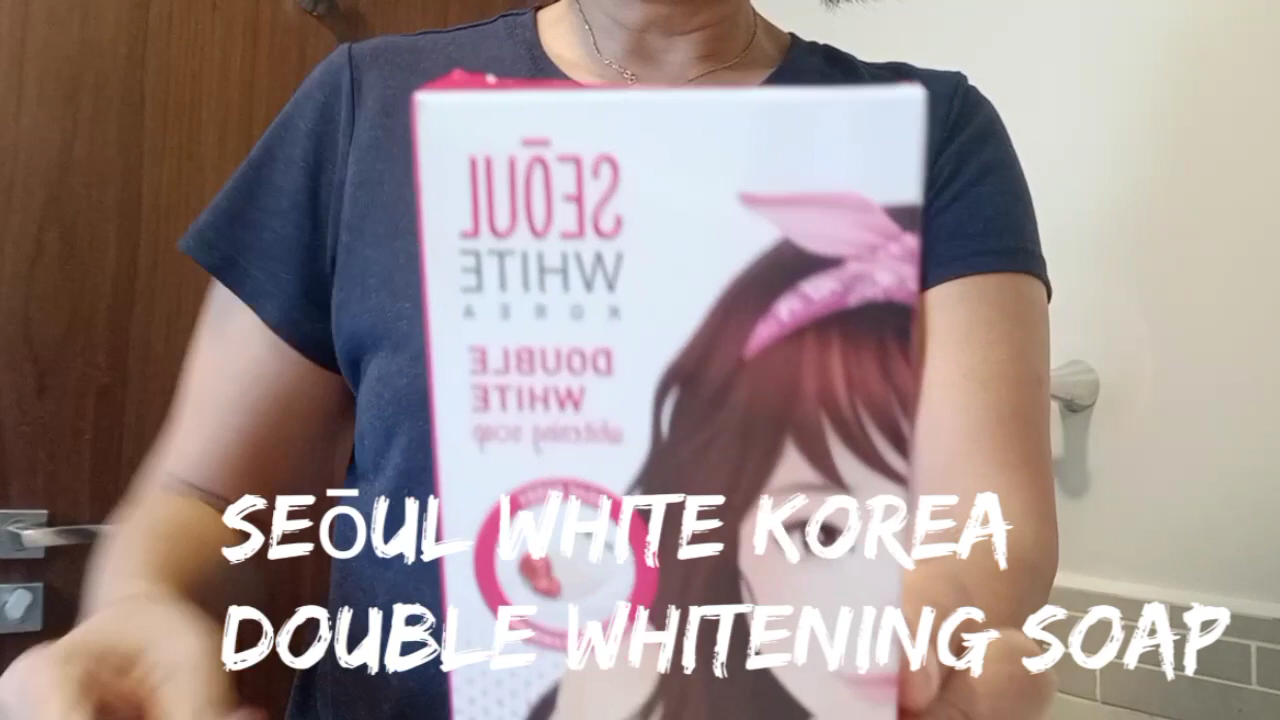 SEŌUL
WHITE
KOREA
DOUBLE
WHITE
whitening soap
SEŌUL WHITE KOREA
DOUBLE WHITENING SOAP